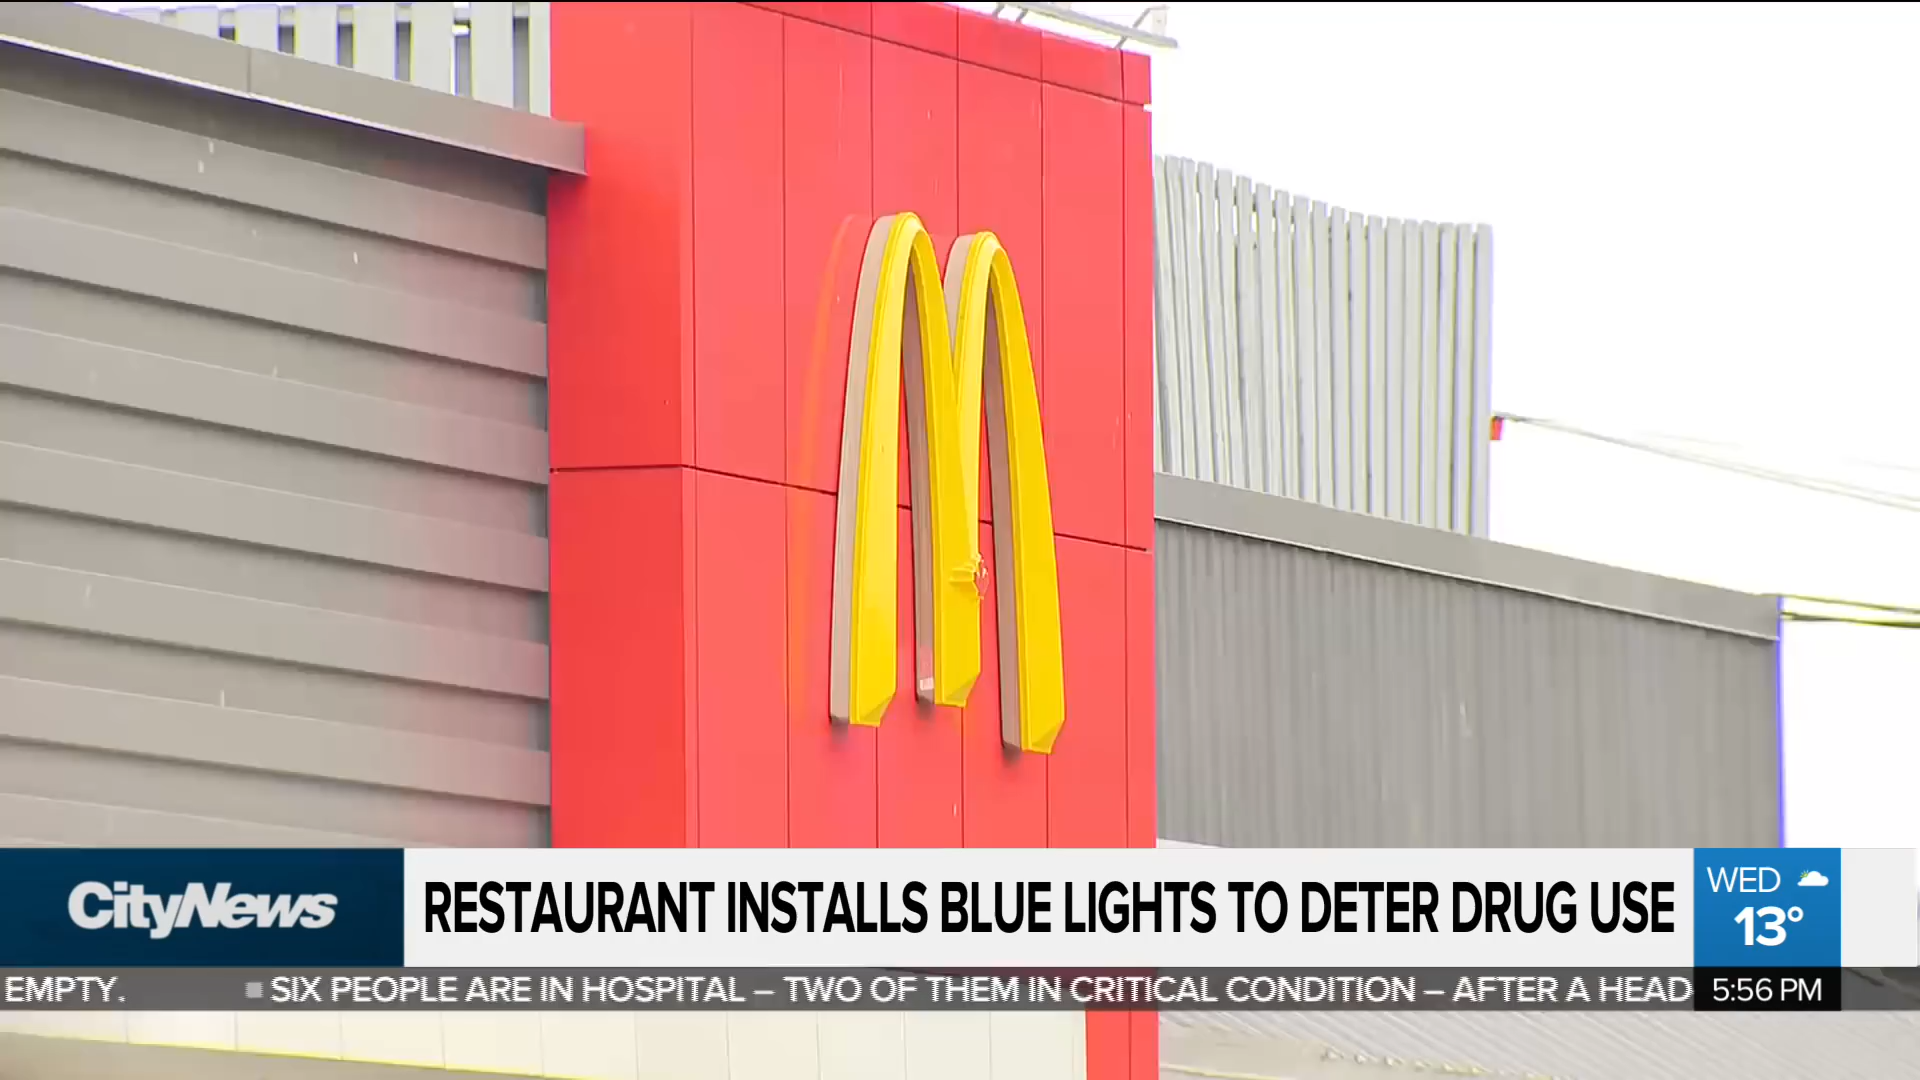 CityNews
RESTAURANT INSTALLS BLUE LIGHTS TO DETER DRUG USE
WED
13°
EMPTY. ▪ SIX PEOPLE ARE IN HOSPITAL – TWO OF THEM IN CRITICAL CONDITION – AFTER A HEAD
5:56 PM